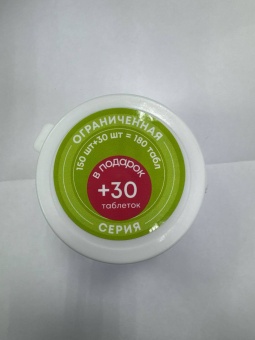 ОГРАНИЧЕННАЯ
150 шт+30 шт = 180 табл
В ПОДАРОК
+30
таблеток
СЕРИЯ